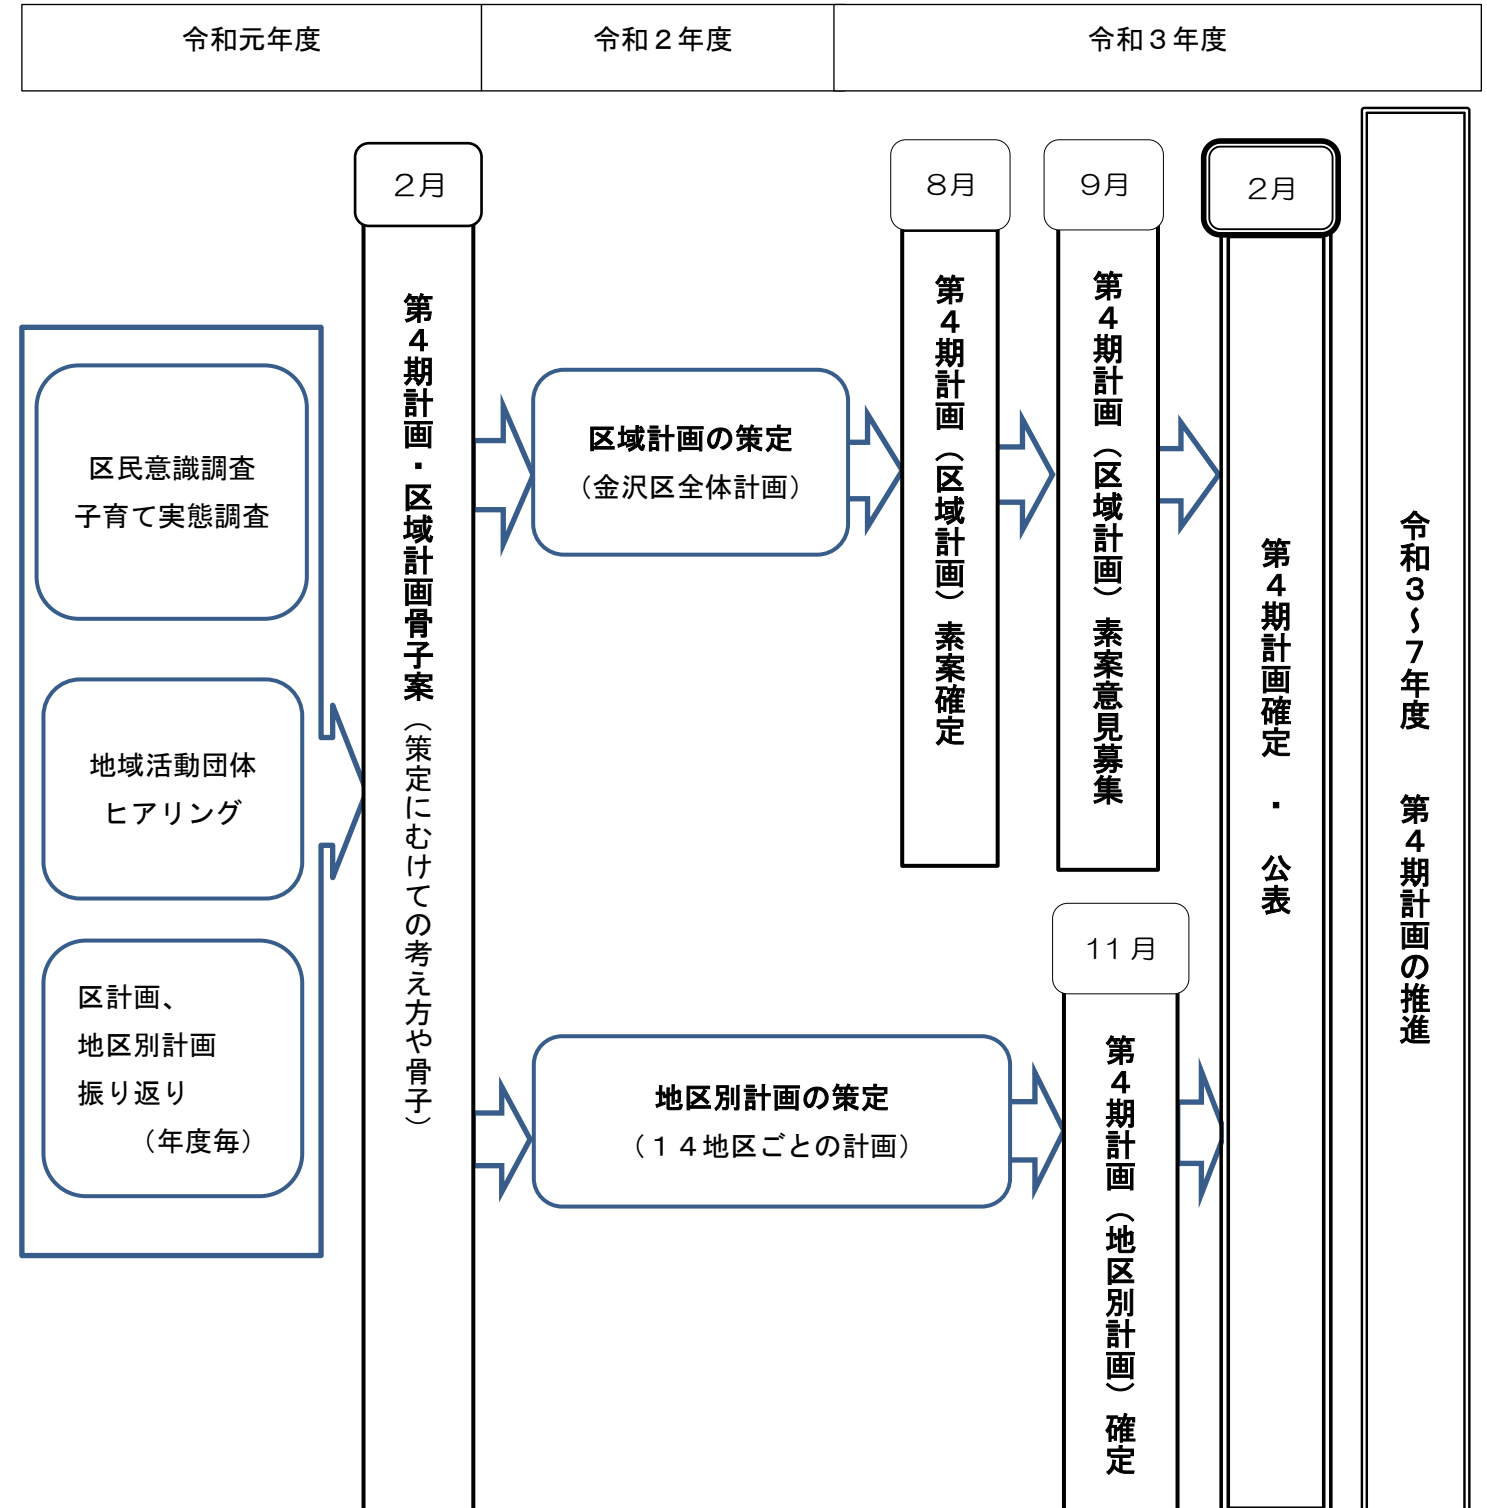 令和元年度
令和２年度
令和３年度
区民意識調査
子育て実態調査
地域活動団体
ヒアリング
区計画、
地区別計画
振り返り
（年度毎）
２月
第４期計画・区域計画骨子案（策定にむけての考え方や骨子）
区域計画の策定
（金沢区全体計画）
地区別計画の策定
（１４地区ごとの計画）
８月
第４期計画（区域計画）素案確定
９月
第４期計画（区域計画）素案意見募集
11月
第４期計画（地区別計画）確定
２月
第４期計画確定・公表
令和３～７年度　第４期計画の推進